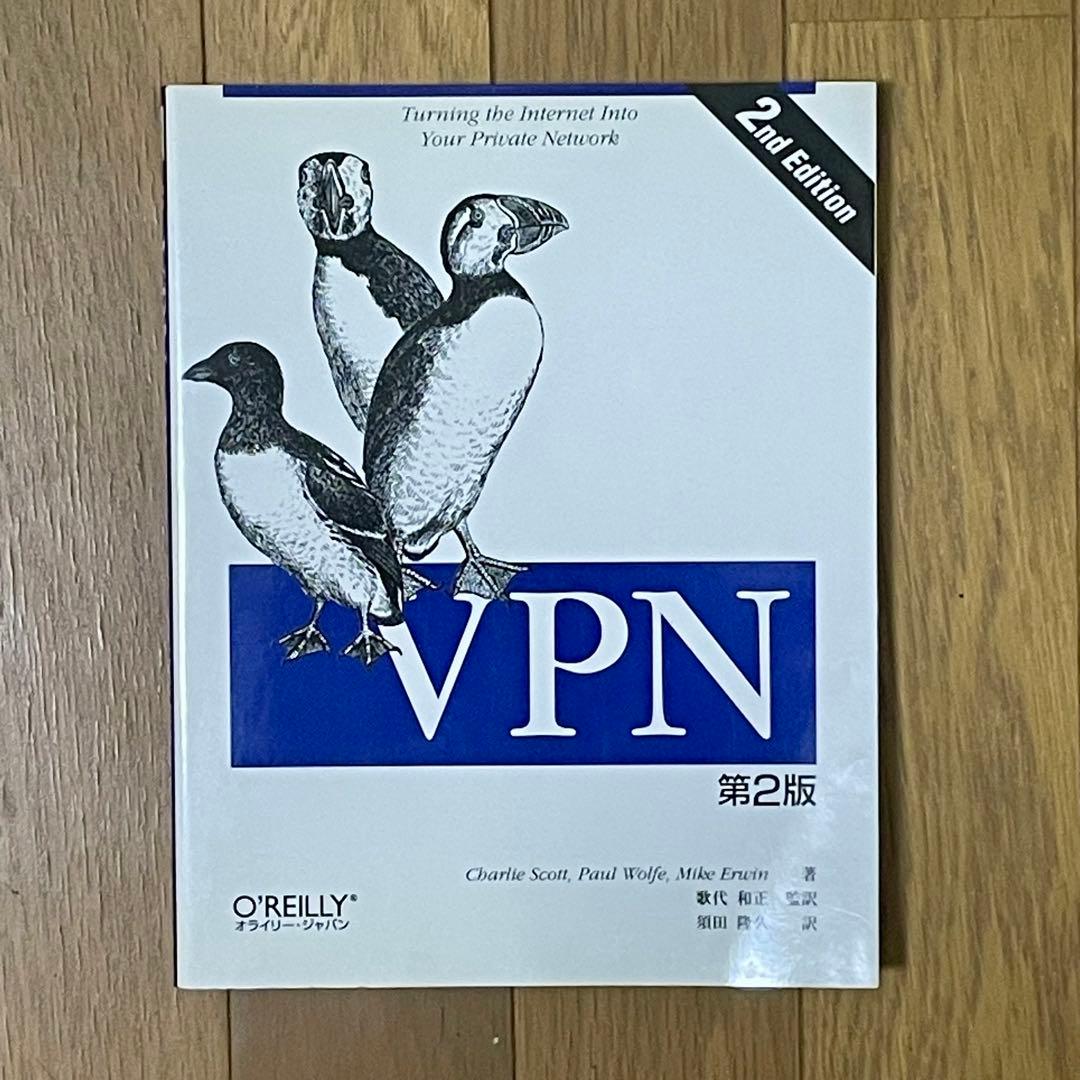 Turning the Internet Into
Your Private Network
2nd Edition
VPN
第2版
Charlie Scott, Paul Wolfe, Mike Erwin 著
歌代 和正 監訳
須田 隆久 訳
O'REILLY®
オライリー・ジャパン